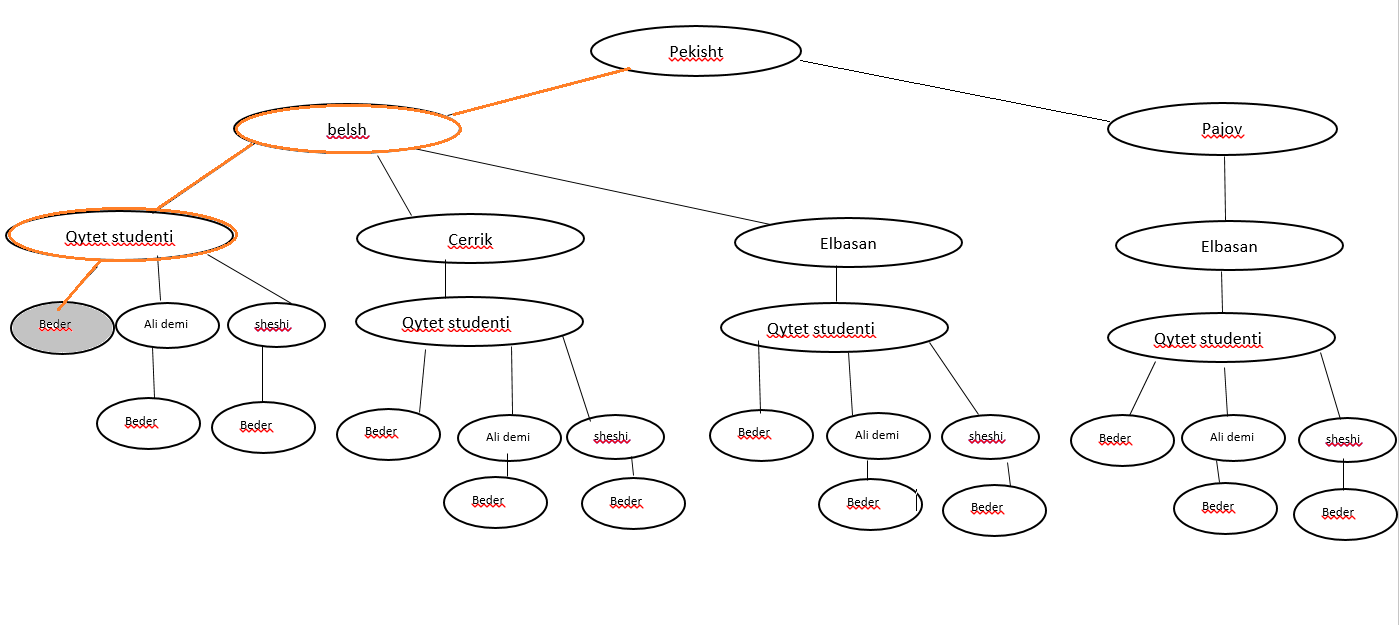 Pekisht
belsh
Pajov
Qytet studenti
Cerrik
Elbasan
Elbasan
Beder
Ali demi
sheshi
Qytet studenti
Qytet studenti
Qytet studenti
Beder
Beder
Beder
Ali demi
sheshi
Beder
Ali demi
sheshi
Beder
Ali demi
sheshi
Beder
Beder
Beder
Beder
Beder
Beder